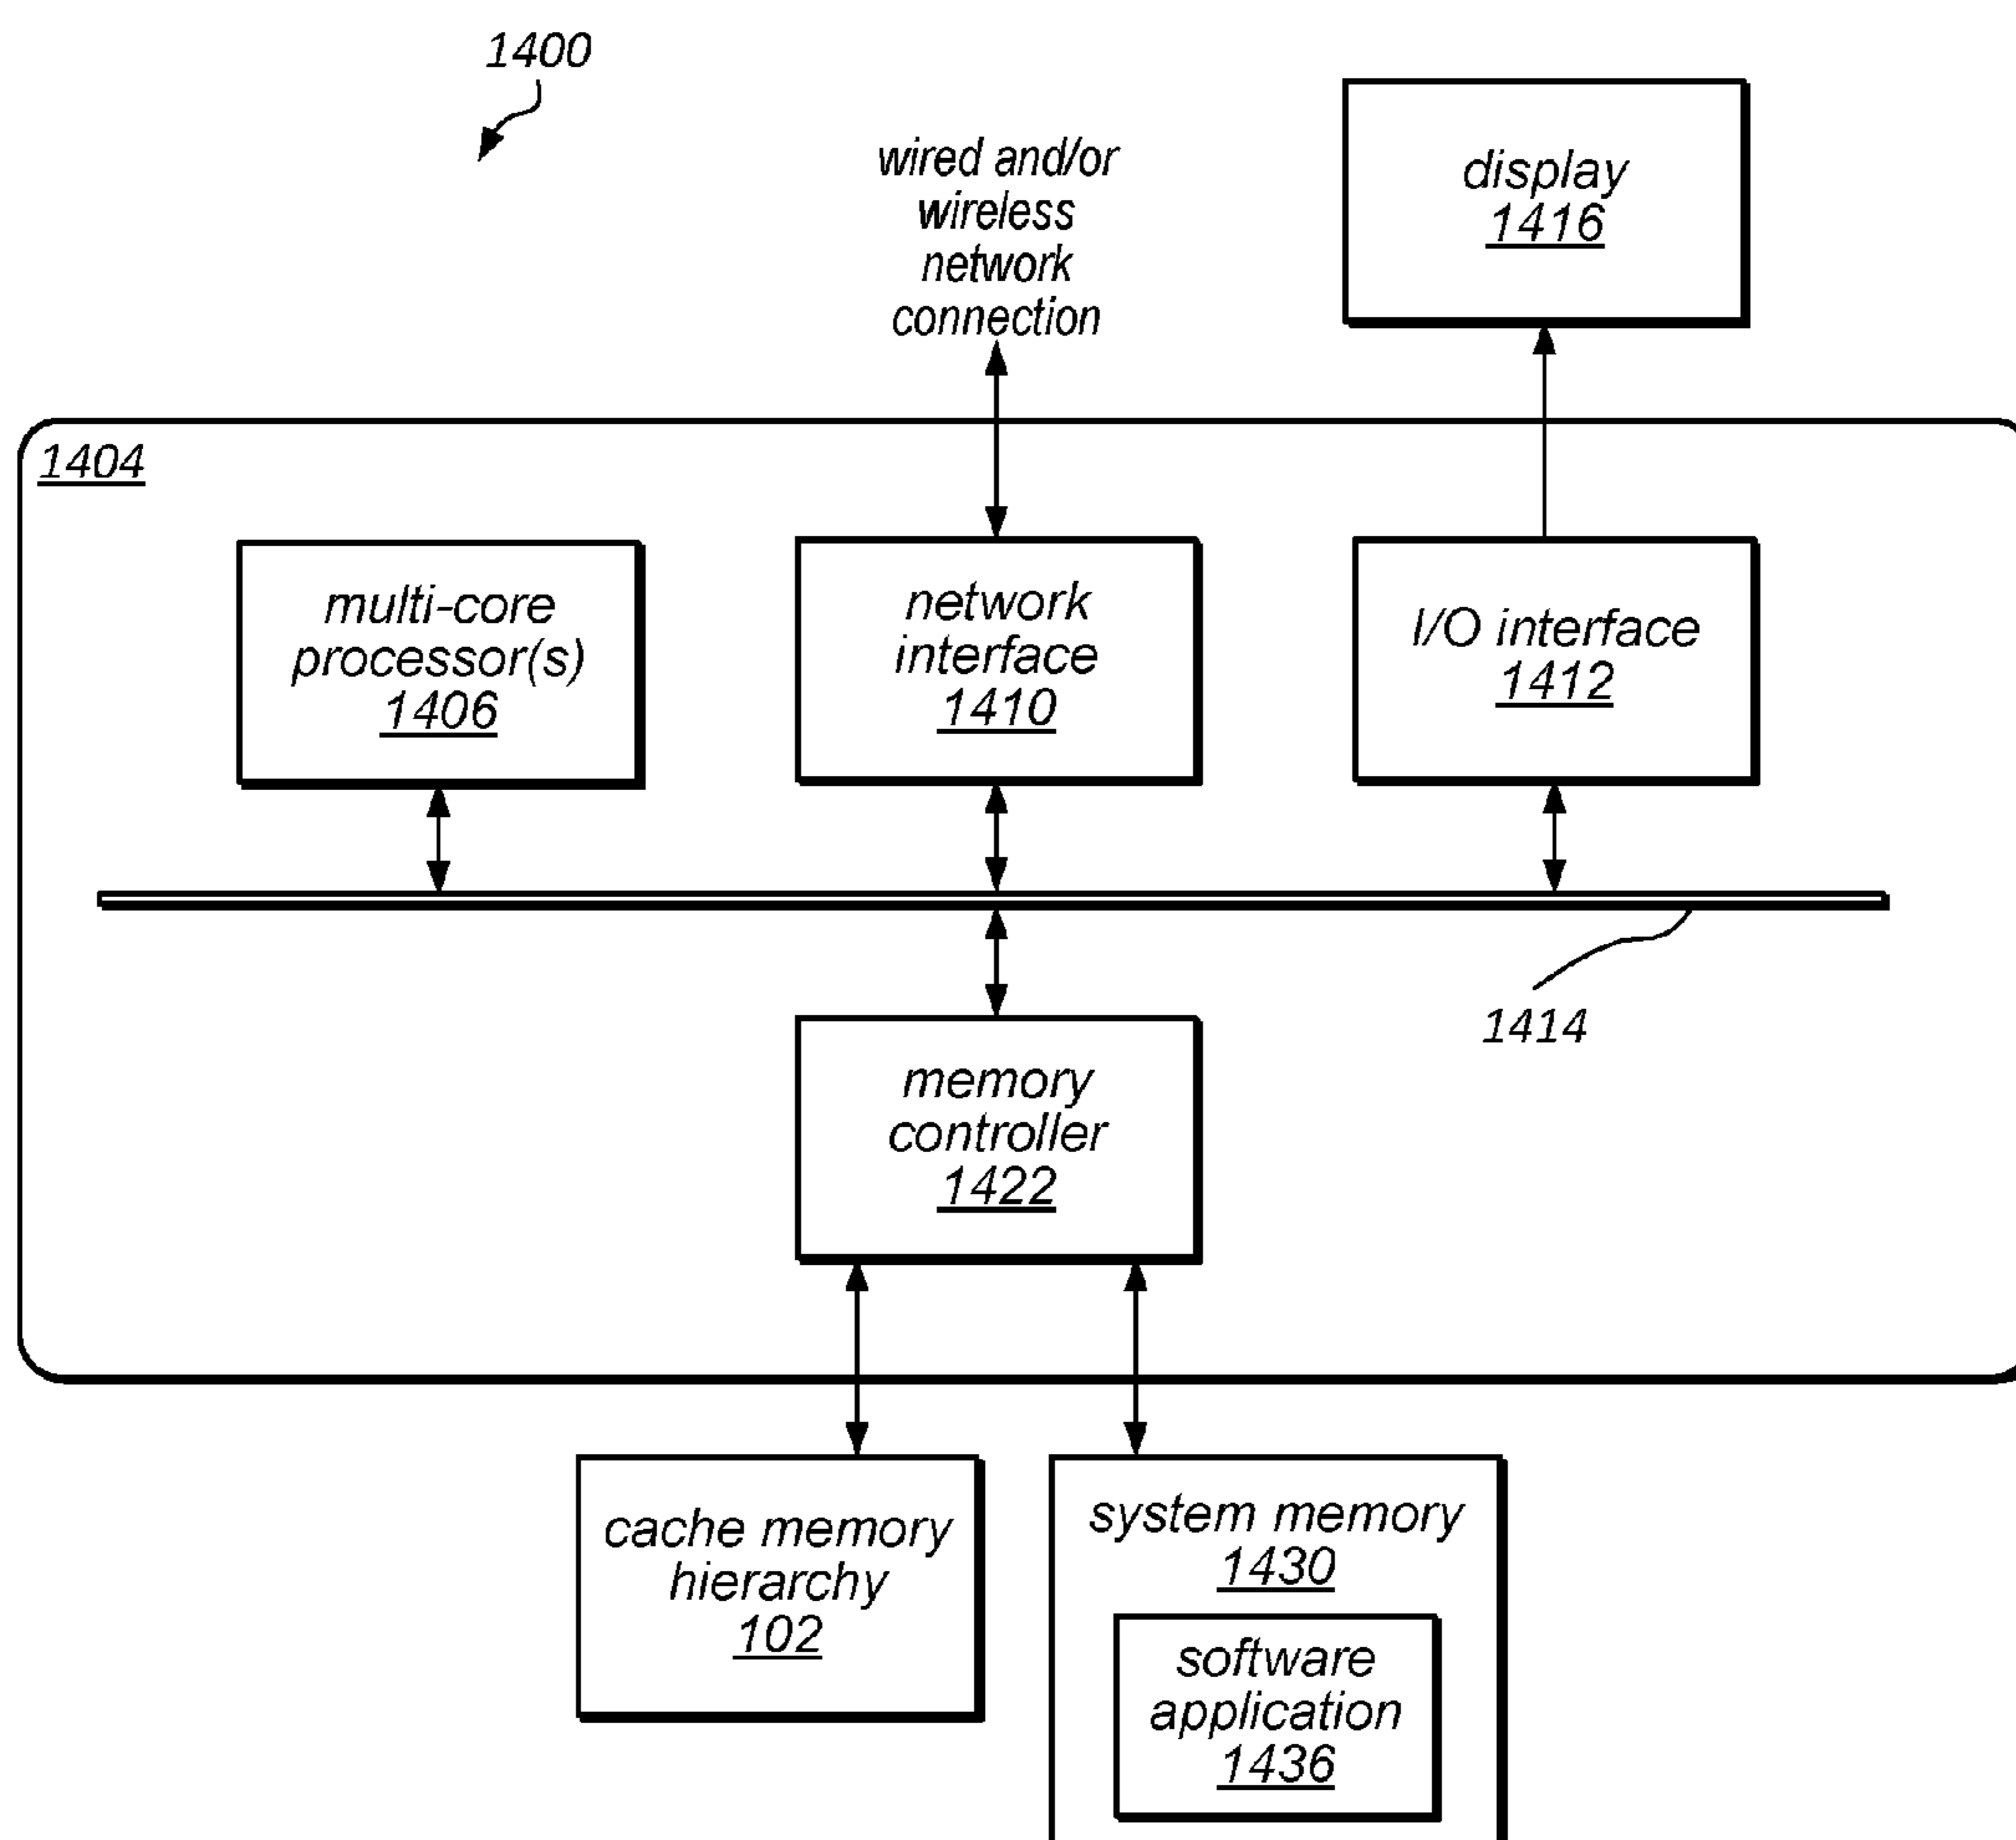 1400
wired and/or
wireless
network
connection
display
1416
1404
multi-core
processor(s)
1406
network
interface
1410
I/O interface
1412
1414
memory
controller
1422
cache memory
hierarchy
102
system memory
1430
software
application
1436